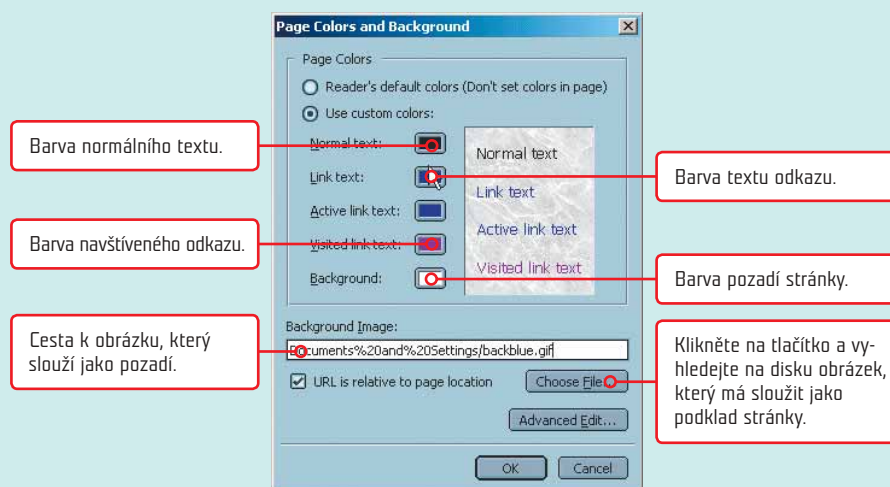 Page Colors and Background
Page Colors
Reader's default colors (Don't set colors in page)
Use custom colors:
Normal text:
Link text:
Active link text:
Visited link text:
Background:
Normal text
Link text
Active link text
Visited link text
Background Image:
Documents%20and%20Settings/backblue.gif
URL is relative to page location
Choose File...
Advanced Edit...
OK
Cancel
Barva normálního textu.
Barva navštíveného odkazu.
Cesta k obrázku, který
slouží jako pozadí.
Barva textu odkazu.
Barva pozadí stránky.
Klikněte na tlačítko a vy-
hledejte na disku obrázek,
který má sloužit jako
podklad stránky.